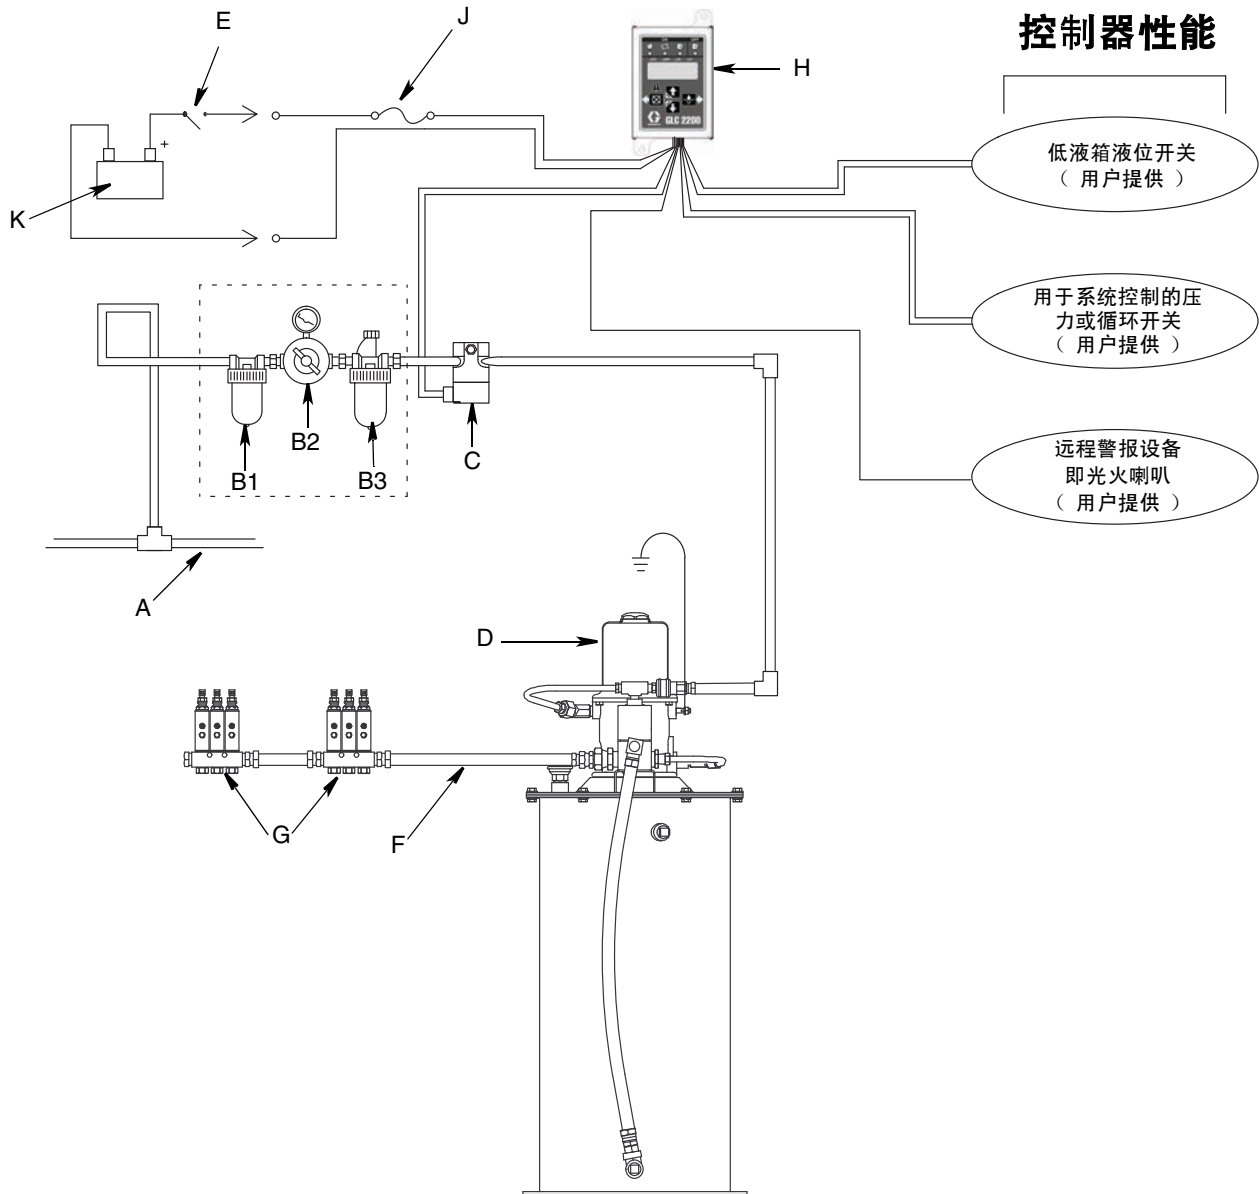 E
J
控制器性能
H
GLC 2200
低液箱液位开关
（ 用户提供 ）
+
K
用于系统控制的压
力或循环开关
（ 用户提供 ）
B2
C
B1
B3
远程警报设备
即光火喇叭
（ 用户提供 ）
A
D
G
F